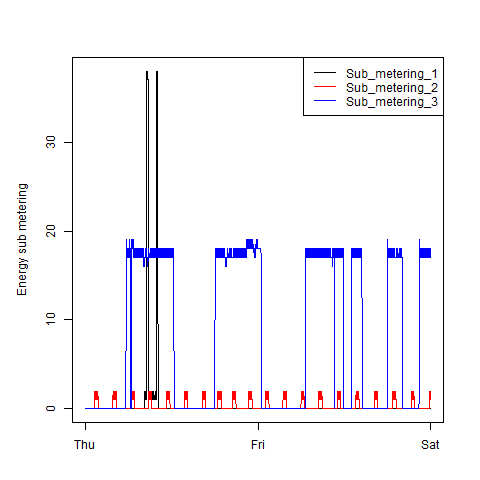 Sub_metering_1
Sub_metering_2
Sub_metering_3
Energy sub metering
30
20
10
0
Thu Fri Sat